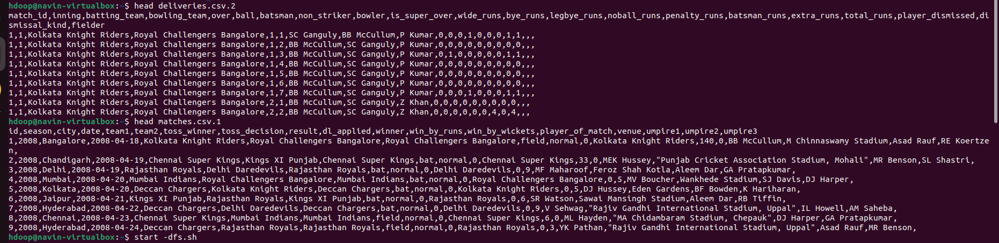 hdoop@navin-virtualbox:~$ head deliveries.csv.2
match_id,inning,batting_team,bowling_team,over,ball,batsman,non_striker,bowler,is_super_over,wide_runs,bye_runs,legbye_runs,noball_runs,penalty_runs,batsman_runs,extra_runs,total_runs,player_dismissed,di
smissal_kind,fielder
1,1,Kolkata Knight Riders,Royal Challengers Bangalore,1,1,SC Ganguly,BB McCullum,P Kumar,0,0,0,1,0,0,0,1,1,,,
1,1,Kolkata Knight Riders,Royal Challengers Bangalore,1,2,BB McCullum,SC Ganguly,P Kumar,0,0,0,0,0,0,0,0,0,,,
1,1,Kolkata Knight Riders,Royal Challengers Bangalore,1,3,BB McCullum,SC Ganguly,P Kumar,0,1,0,0,0,0,0,1,1,,,
1,1,Kolkata Knight Riders,Royal Challengers Bangalore,1,4,BB McCullum,SC Ganguly,P Kumar,0,0,0,0,0,0,0,0,0,,,
1,1,Kolkata Knight Riders,Royal Challengers Bangalore,1,5,BB McCullum,SC Ganguly,P Kumar,0,0,0,0,0,0,0,0,0,,,
1,1,Kolkata Knight Riders,Royal Challengers Bangalore,1,6,BB McCullum,SC Ganguly,P Kumar,0,0,0,0,0,0,0,0,0,,,
1,1,Kolkata Knight Riders,Royal Challengers Bangalore,1,7,BB McCullum,SC Ganguly,P Kumar,0,0,0,1,0,0,0,1,1,,,
1,1,Kolkata Knight Riders,Royal Challengers Bangalore,2,1,BB McCullum,SC Ganguly,Z Khan,0,0,0,0,0,0,0,0,0,,,
1,1,Kolkata Knight Riders,Royal Challengers Bangalore,2,2,BB McCullum,SC Ganguly,Z Khan,0,0,0,0,0,0,4,0,4,,,
hdoop@navin-virtualbox:~$ head matches.csv.1
id,season,city,date,team1,team2,toss_winner,toss_decision,result,dl_applied,winner,win_by_runs,win_by_wickets,player_of_match,venue,umpire1,umpire2,umpire3
1,2008,Bangalore,2008-04-18,Kolkata Knight Riders,Royal Challengers Bangalore,Royal Challengers Bangalore,field,normal,0,Kolkata Knight Riders,140,0,BB McCullum,M Chinnaswamy Stadium,Asad Rauf,RE Koertze
n,
2,2008,Chandigarh,2008-04-19,Chennai Super Kings,Kings XI Punjab,Chennai Super Kings,bat,normal,0,Chennai Super Kings,33,0,MEK Hussey,"Punjab Cricket Association Stadium, Mohali",MR Benson,SL Shastri,
3,2008,Delhi,2008-04-19,Rajasthan Royals,Delhi Daredevils,Rajasthan Royals,bat,normal,0,Delhi Daredevils,0,9,MF Maharoof,Feroz Shah Kotla,Aleem Dar,GA Pratapkumar,
4,2008,Mumbai,2008-04-20,Mumbai Indians,Royal Challengers Bangalore,Mumbai Indians,bat,normal,0,Royal Challengers Bangalore,0,5,MV Boucher,Wankhede Stadium,SJ Davis,DJ Harper,
5,2008,Kolkata,2008-04-20,Deccan Chargers,Kolkata Knight Riders,Deccan Chargers,bat,normal,0,Kolkata Knight Riders,0,5,DJ Hussey,Eden Gardens,BF Bowden,K Hariharan,
6,2008,Jaipur,2008-04-21,Kings XI Punjab,Rajasthan Royals,Kings XI Punjab,bat,normal,0,Rajasthan Royals,0,6,SR Watson,Sawai Mansingh Stadium,Aleem Dar,RB Tiffin,
7,2008,Hyderabad,2008-04-22,Deccan Chargers,Delhi Daredevils,Deccan Chargers,bat,normal,0,Delhi Daredevils,0,9,V Sehwag,"Rajiv Gandhi International Stadium, Uppal",IL Howell,AM Saheba,
8,2008,Chennai,2008-04-23,Chennai Super Kings,Mumbai Indians,Mumbai Indians,field,normal,0,Chennai Super Kings,6,0,ML Hayden,"MA Chidambaram Stadium, Chepauk",DJ Harper,GA Pratapkumar,
9,2008,Hyderabad,2008-04-24,Deccan Chargers,Rajasthan Royals,Rajasthan Royals,field,normal,0,Rajasthan Royals,0,3,YK Pathan,"Rajiv Gandhi International Stadium, Uppal",Asad Rauf,MR Benson,
hdoop@navin-virtualbox:~$ start -dfs.sh